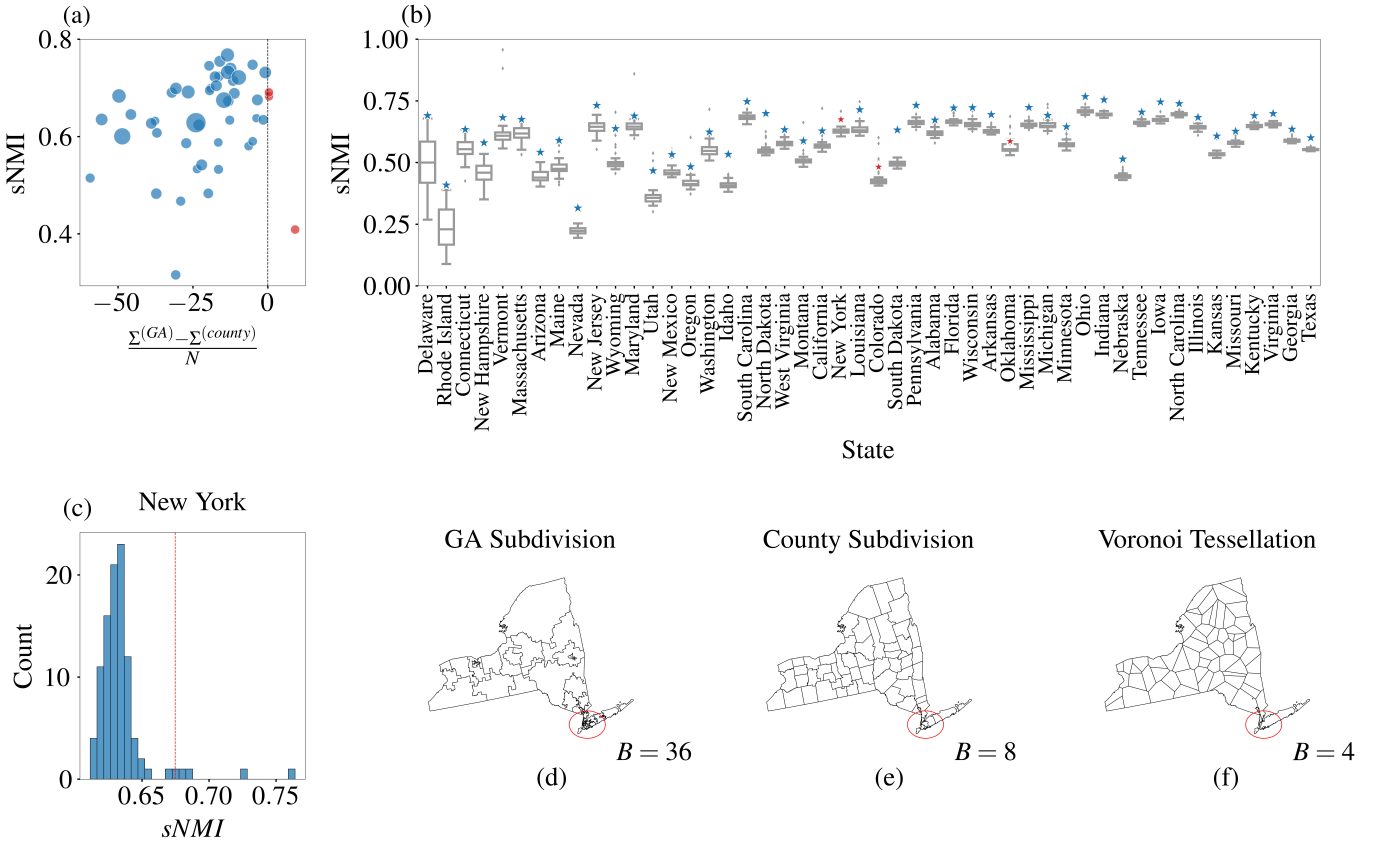 (a)
0.8
0.6
0.4
sNMI
−50
−25
0
Σ(GA)−Σ(county)
N
(b)
1.00
0.75
0.50
0.25
0.00
sNMI
Delaware
Rhode Island
Connecticut
New Hampshire
Vermont
Massachusetts
Arizona
Maine
Nevada
New Jersey
Wyoming
Maryland
Utah
New Mexico
Oregon
Washington
Idaho
South Carolina
North Dakota
West Virginia
Montana
California
New York
Louisiana
Colorado
South Dakota
Pennsylvania
Alabama
Florida
Wisconsin
Arkansas
Oklahoma
Mississippi
Michigan
Minnesota
Ohio
Indiana
Nebraska
Tennessee
Iowa
North Carolina
Illinois
Kansas
Missouri
Kentucky
Virginia
Georgia
Texas
State
(c)
New York
20
10
0
Count
0.65
0.70
0.75
sNMI
GA Subdivision
B = 36
(d)
County Subdivision
B = 8
(e)
Voronoi Tessellation
B = 4
(f)